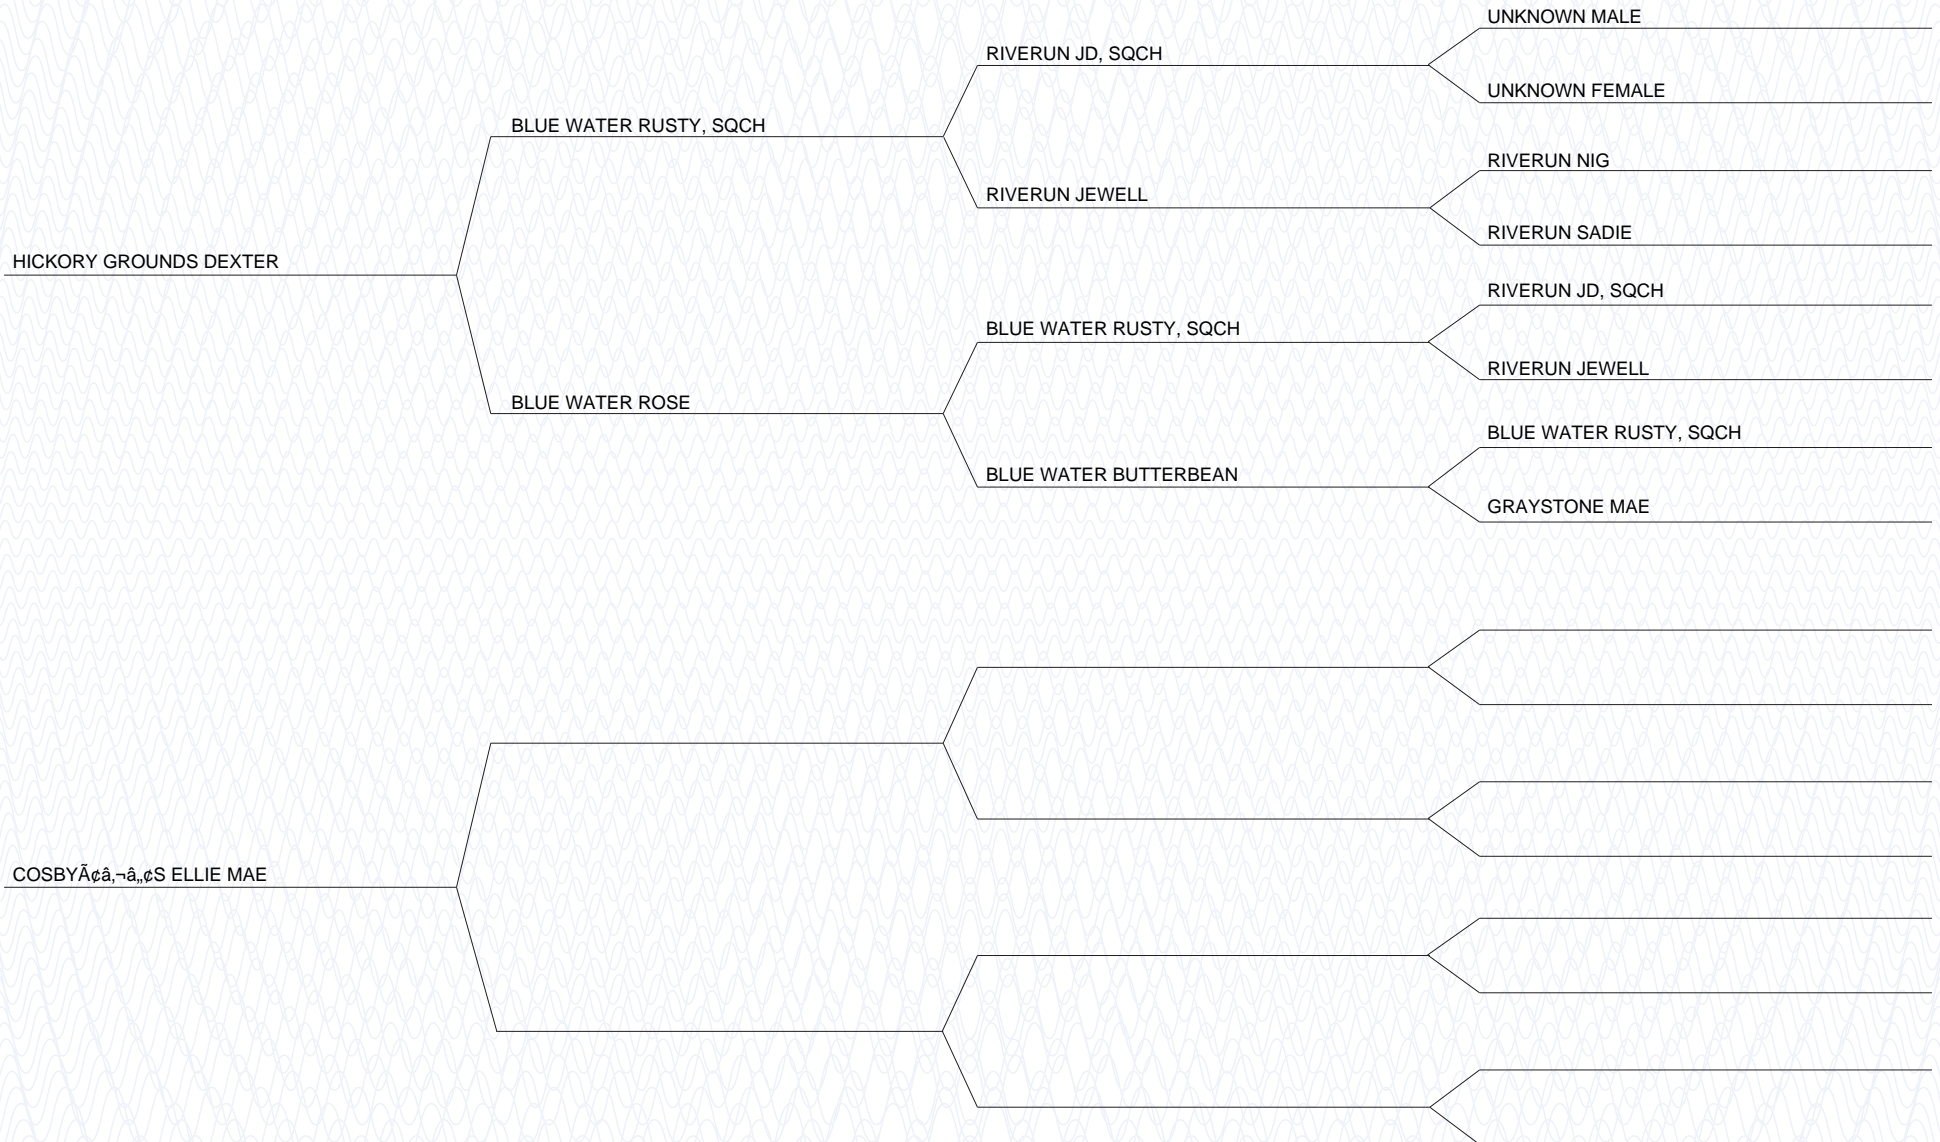 UNKNOWN MALE
RIVERUN JD, SQCH
UNKNOWN FEMALE
BLUE WATER RUSTY, SQCH
RIVERUN NIG
RIVERUN JEWELL
RIVERUN SADIE
HICKORY GROUNDS DEXTER
RIVERUN JD, SQCH
BLUE WATER RUSTY, SQCH
RIVERUN JEWELL
BLUE WATER ROSE
BLUE WATER RUSTY, SQCH
BLUE WATER BUTTERBEAN
GRAYSTONE MAE
COSBYÃ¢â‚¬â„¢S ELLIE MAE